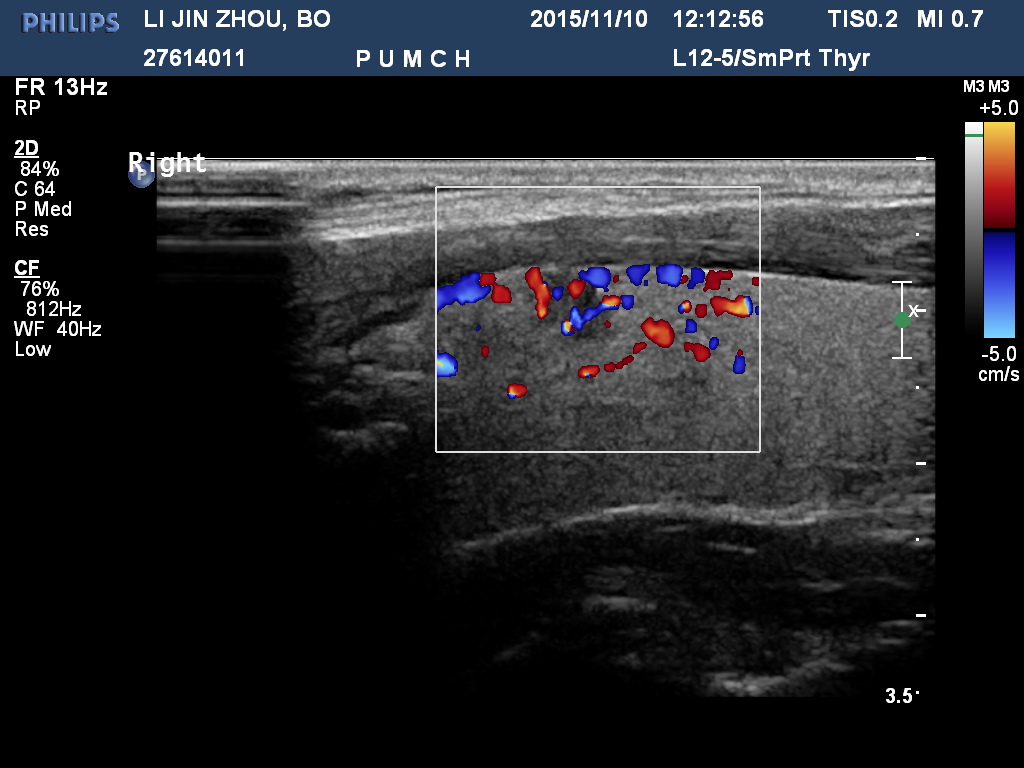 PHILIPS
LI JIN ZHOU, BO
2015/11/10 12:12:56
TIS0.2 MI 0.7
27614011
P U M C H
L12-5/SmPrt Thyr
FR 13Hz
RP
2D
84%
C 64
P Med
Res
CF
76%
812Hz
WF 40Hz
Low
Right
P
M3 M3
+5.0
x
-5.0
cm/s
3.5